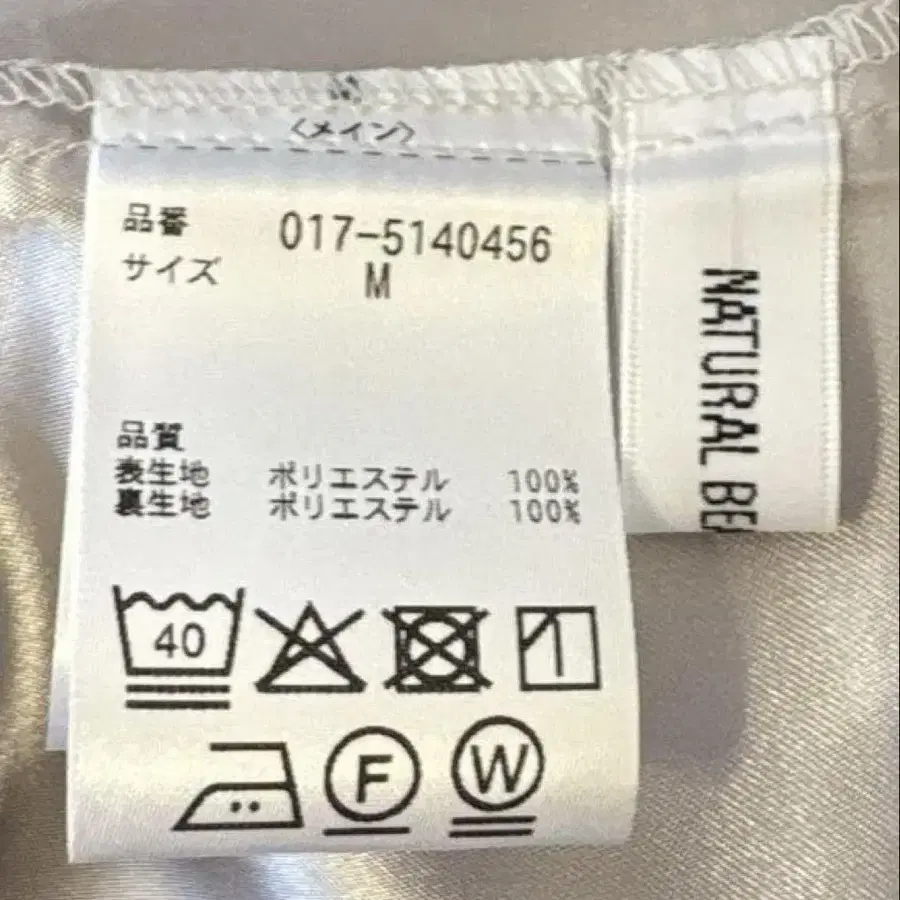 〈メイン〉
品番 017-5140456
サイズ M
品質
表生地 ポリエステル 100%
裏生地 ポリエステル 100%
40
F
W
NATURAL BEA